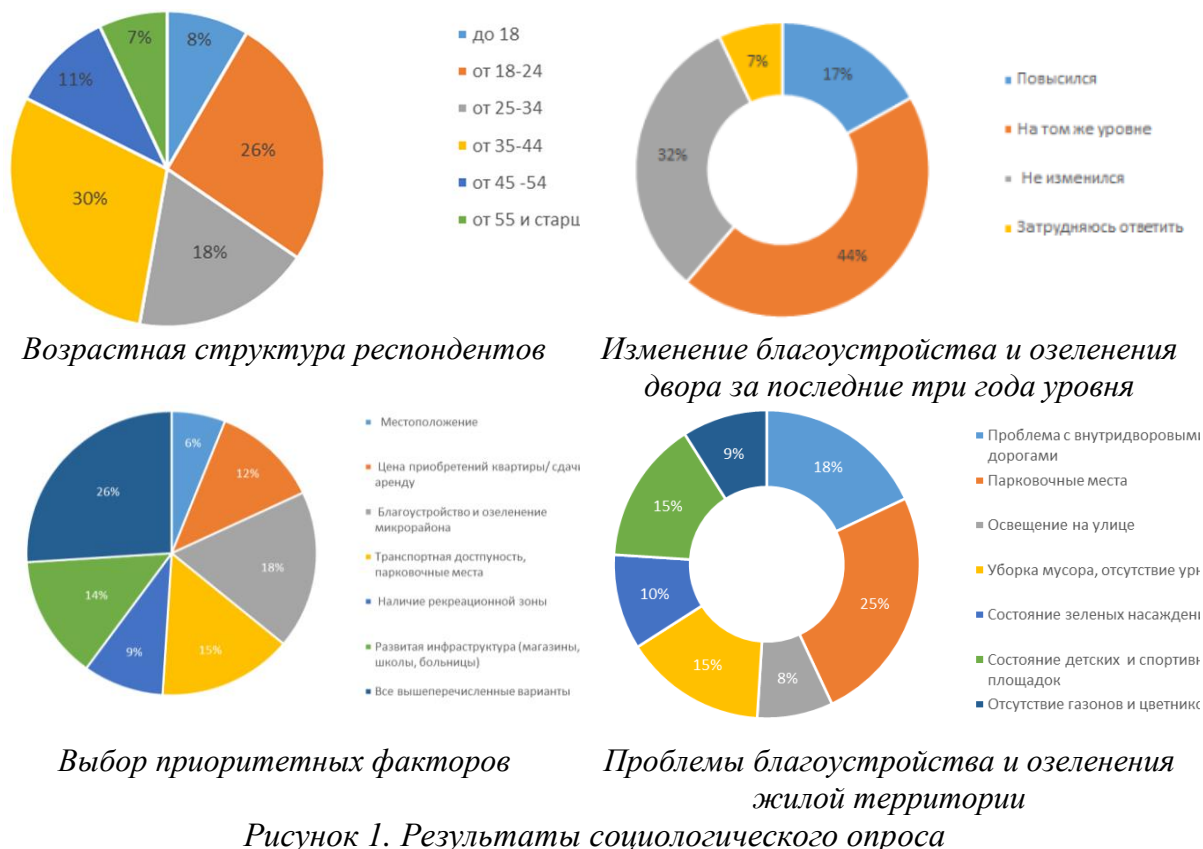 7%
8%
11%
26%
30%
18%
до 18
от 18-24
от 25-34
от 35-44
от 45 -54
от 55 и старш
7%
17%
32%
44%
Повысился
На том же уровне
Не изменился
Затрудняюсь ответить
Возрастная структура респондентов
Изменение благоустройства и озеленения
двора за последние три года уровня
6%
12%
26%
18%
14%
9%
15%
Местоположение
Цена приобретений квартиры/ сдачи
аренду
Благоустройство и озеленение
микрорайона
Транспортная достпуность,
парковочные места
Наличие рекреационной зоны
Развитая инфраструктура (магазины,
школы, больницы)
Все вышеперечисленные варианты
9%
18%
15%
25%
10%
15%
8%
Проблема с внутридворовыми
дорогами
Парковочные места
Освещение на улице
Уборка мусора, отсутствие урн
Состояние зеленых насаждени
Состояние детских и спортивн
площадок
Отсутствие газонов и цветнико
Выбор приоритетных факторов
Проблемы благоустройства и озеленения
жилой территории
Рисунок 1. Результаты социологического опроса